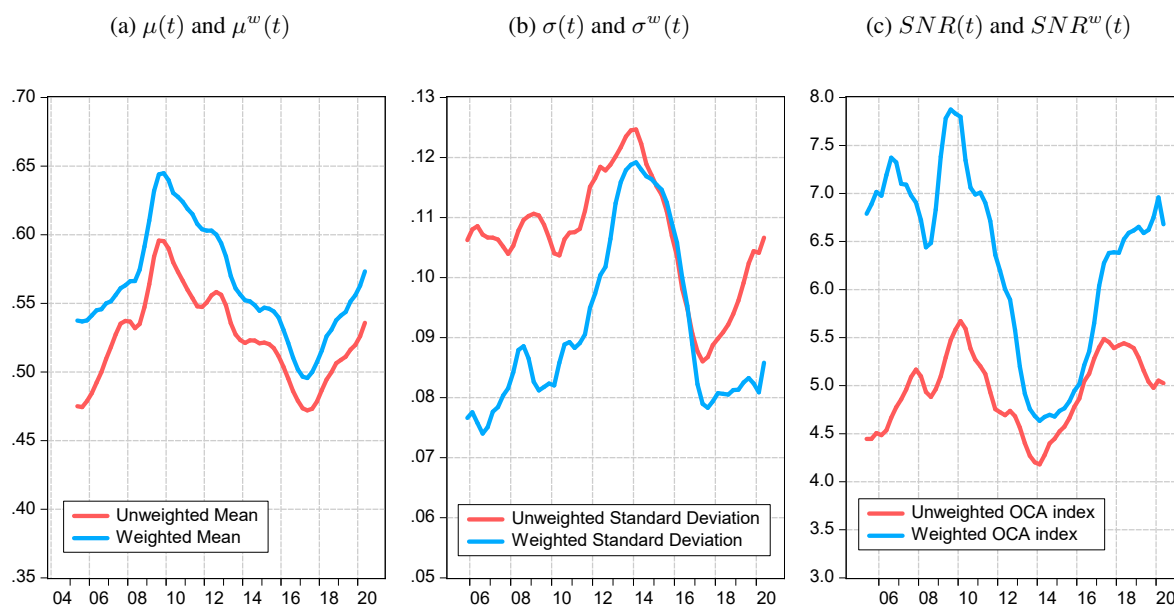 (a) μ(t) and μ^w(t)
(b) σ(t) and σ^w(t)
(c) SNR(t) and SNR^w(t)
.70
.65
.60
.55
.50
.45
.40
.35
Unweighted Mean
Weighted Mean
04 06 08 10 12 14 16 18 20
.13
.12
.11
.10
.09
.08
.07
.06
.05
Unweighted Standard Deviation
Weighted Standard Deviation
06 08 10 12 14 16 18 20
8.0
7.5
7.0
6.5
6.0
5.5
5.0
4.5
4.0
3.5
3.0
Unweighted OCA index
Weighted OCA index
06 08 10 12 14 16 18 20